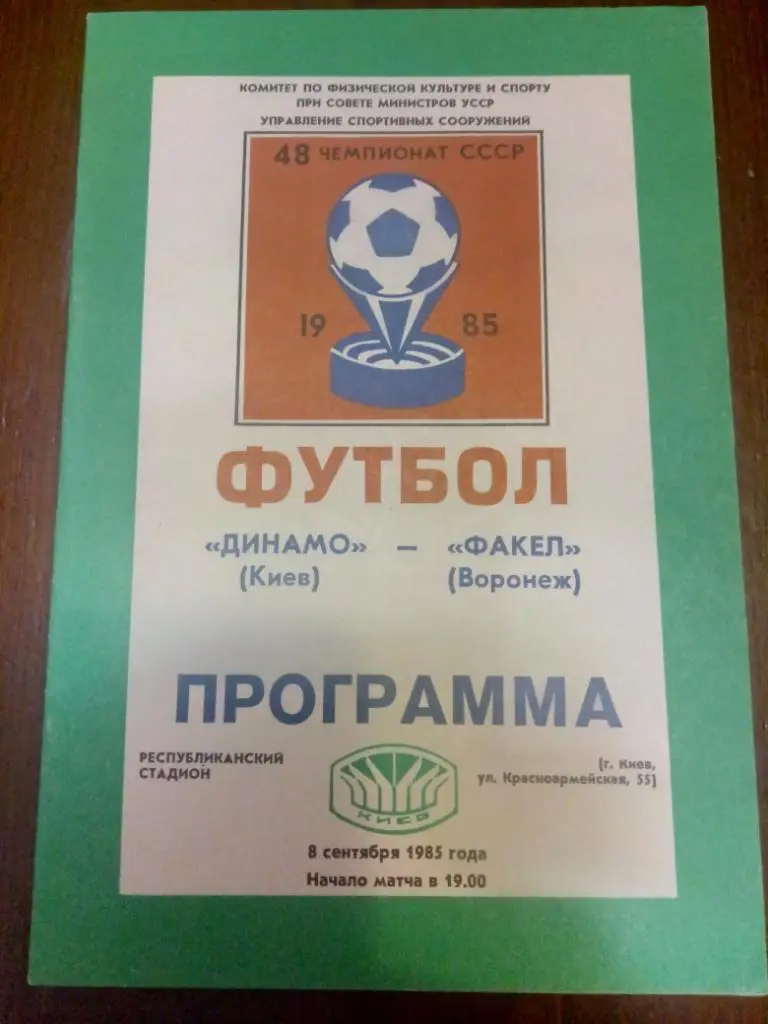 КОМИТЕТ ПО ФИЗИЧЕСКОЙ КУЛЬТУРЕ И СПОРТУ
ПРИ СОВЕТЕ МИНИСТРОВ УССР
УПРАВЛЕНИЕ СПОРТИВНЫХ СООРУЖЕНИЙ
48 ЧЕМПИОНАТ СССР
19 85
ФУТБОЛ
«ДИНАМО» — «ФАКЕЛ»
(Киев) (Воронеж)
ПРОГРАММА
РЕСПУБЛИКАНСКИЙ
СТАДИОН
(г. Киев,
ул. Красноармейская, 55)
КИЕВ
8 сентября 1985 года
Начало матча в 19.00